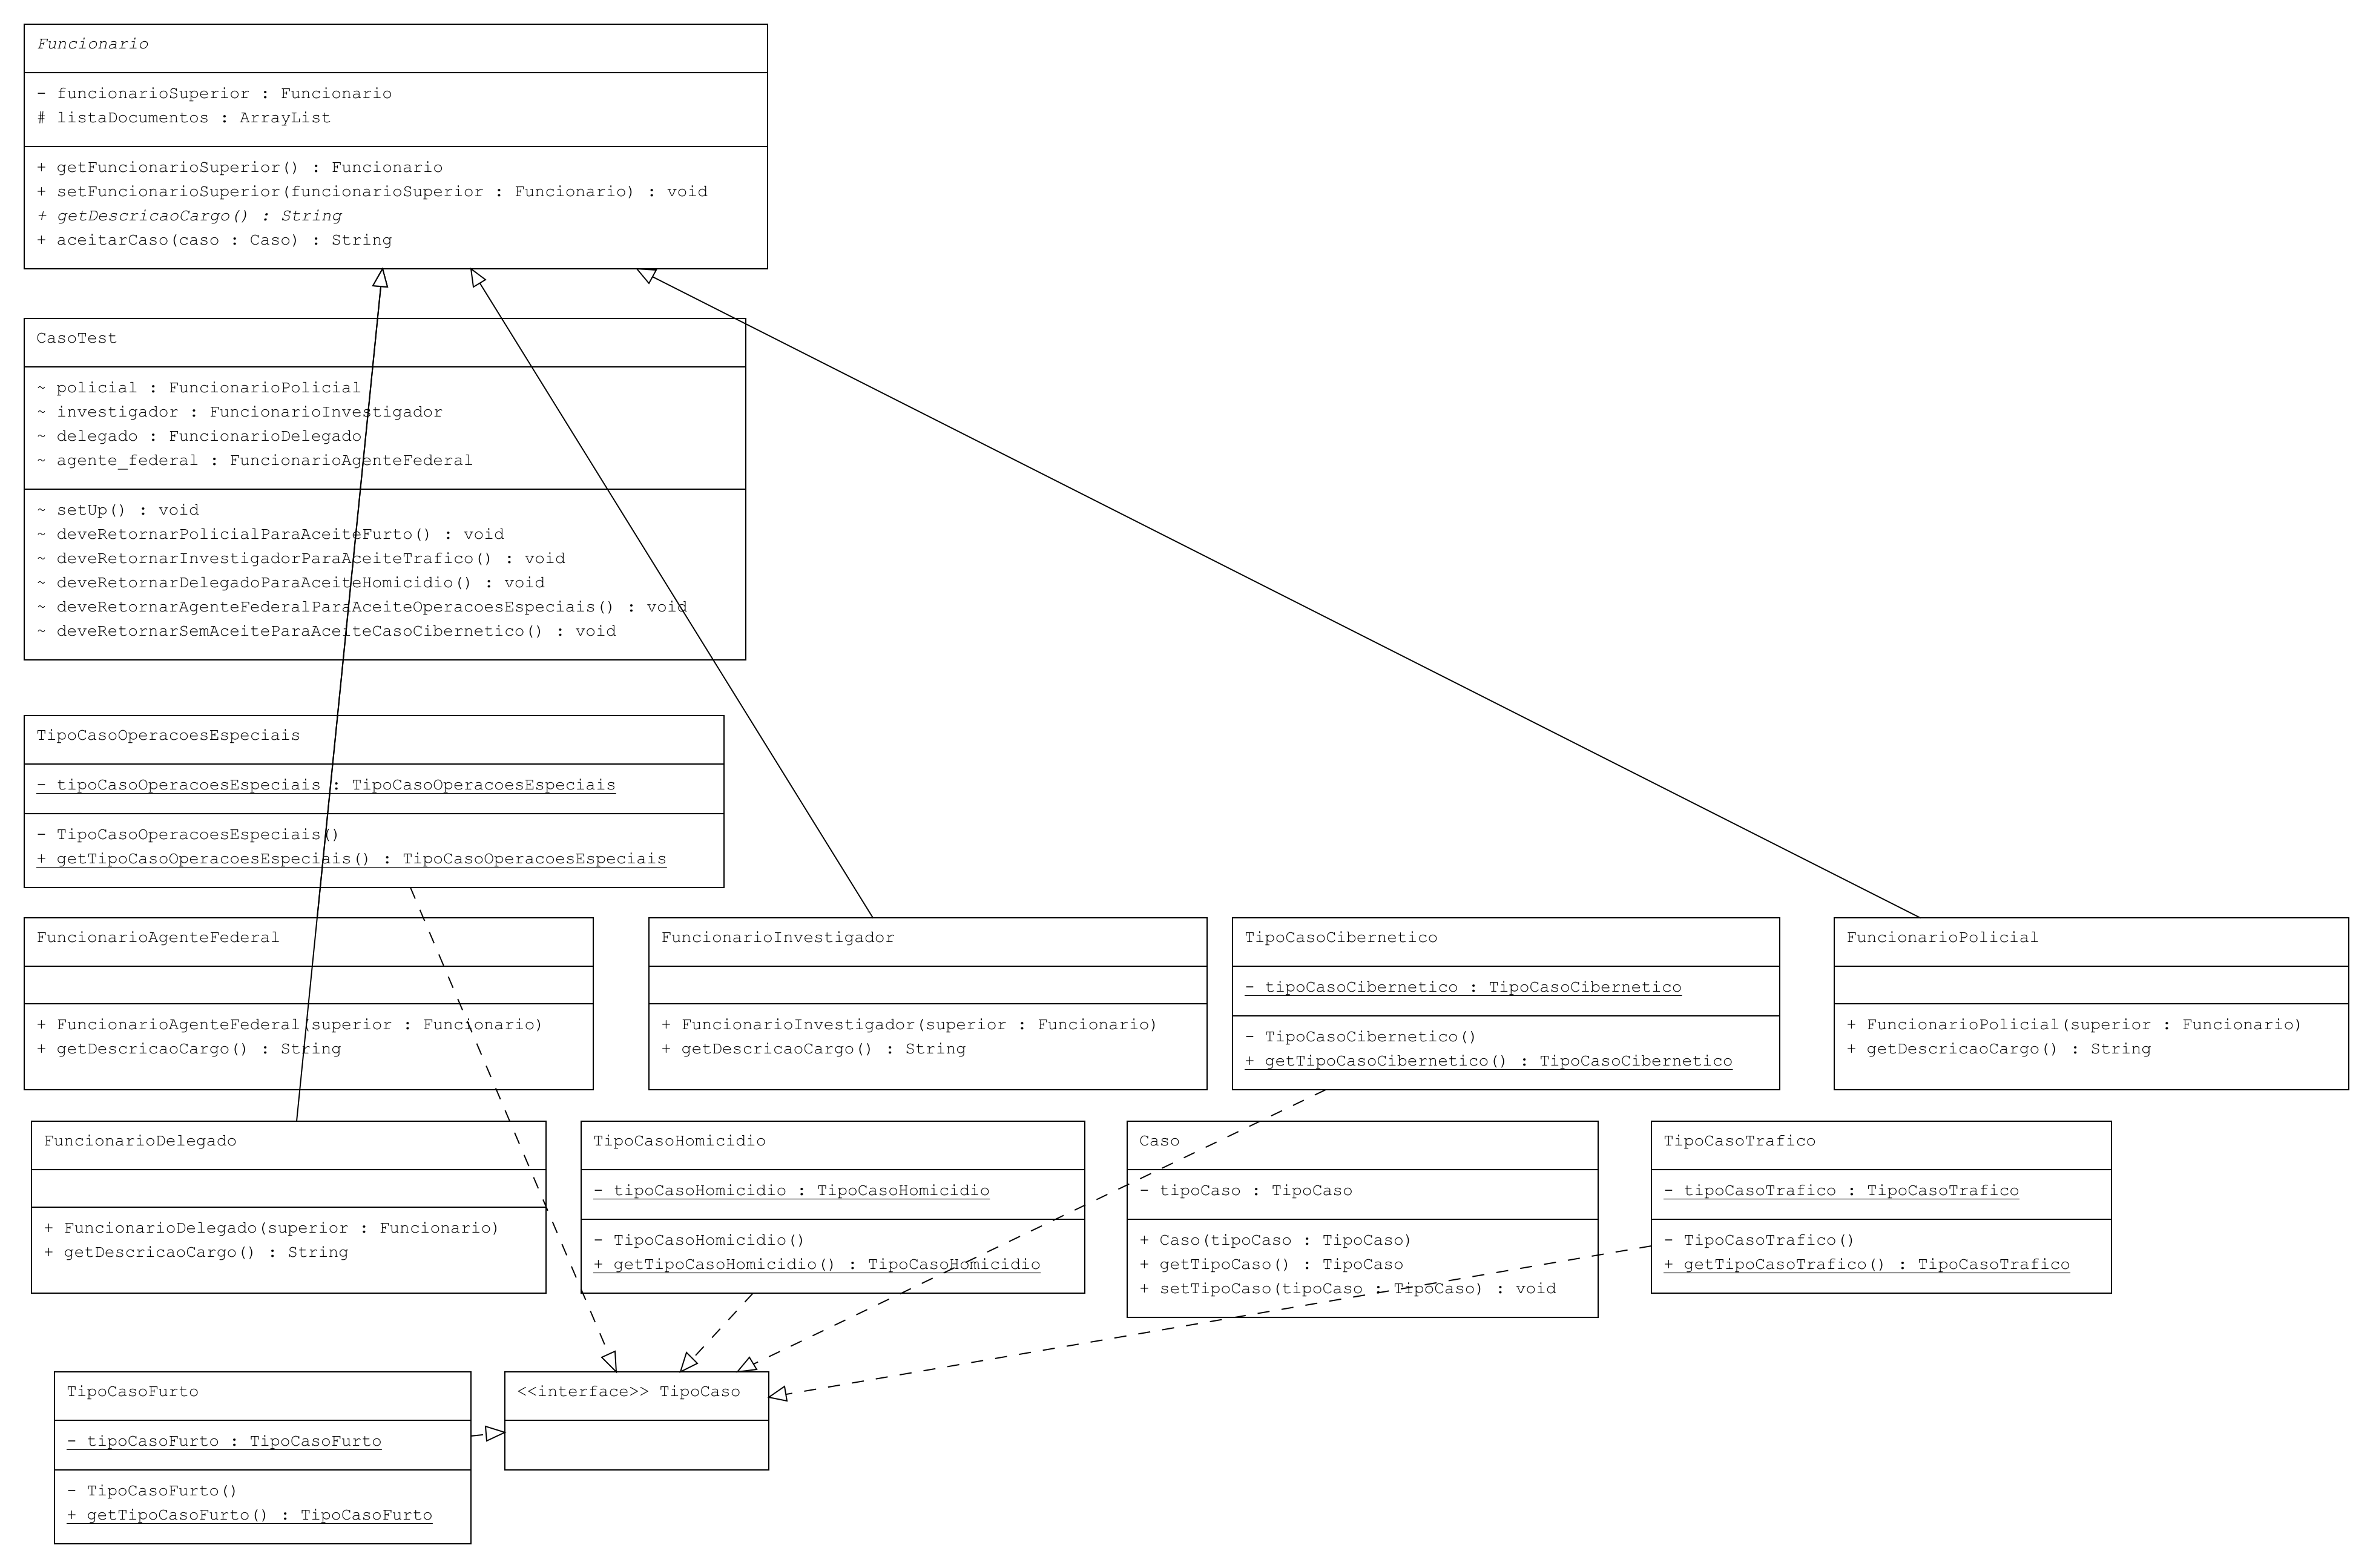 Funcionario
- funcionarioSuperior : Funcionario
# listaDocumentos : ArrayList
+ getFuncionarioSuperior() : Funcionario
+ setFuncionarioSuperior(funcionarioSuperior : Funcionario) : void
+ getDescricaoCargo() : String
+ aceitarCaso(caso : Caso) : String
CasoTest
~ policial : FuncionarioPolicial
~ investigador : FuncionarioInvestigador
~ delegado : FuncionarioDelegado
~ agente_federal : FuncionarioAgenteFederal
~ setUp() : void
~ deveRetornarPolicialParaAceiteFurto() : void
~ deveRetornarInvestigadorParaAceiteTrafico() : void
~ deveRetornarDelegadoParaAceiteHomicidio() : void
~ deveRetornarAgenteFederalParaAceiteOperacoesEspeciais() : void
~ deveRetornarSemAceiteParaAceiteCasoCibernetico() : void
TipoCasoOperacoesEspeciais
- tipoCasoOperacoesEspeciais : TipoCasoOperacoesEspeciais
- TipoCasoOperacoesEspeciais()
+ getTipoCasoOperacoesEspeciais() : TipoCasoOperacoesEspeciais
FuncionarioAgenteFederal
+ FuncionarioAgenteFederal(superior : Funcionario)
+ getDescricaoCargo() : String
FuncionarioInvestigador
+ FuncionarioInvestigador(superior : Funcionario)
+ getDescricaoCargo() : String
TipoCasoCibernetico
- tipoCasoCibernetico : TipoCasoCibernetico
- TipoCasoCibernetico()
+ getTipoCasoCibernetico() : TipoCasoCibernetico
FuncionarioPolicial
+ FuncionarioPolicial(superior : Funcionario)
+ getDescricaoCargo() : String
FuncionarioDelegado
+ FuncionarioDelegado(superior : Funcionario)
+ getDescricaoCargo() : String
TipoCasoHomicidio
- tipoCasoHomicidio : TipoCasoHomicidio
- TipoCasoHomicidio()
+ getTipoCasoHomicidio() : TipoCasoHomicidio
Caso
- tipoCaso : TipoCaso
+ Caso(tipoCaso : TipoCaso)
+ getTipoCaso() : TipoCaso
+ setTipoCaso(tipoCaso : TipoCaso) : void
TipoCasoTrafico
- tipoCasoTrafico : TipoCasoTrafico
- TipoCasoTrafico()
+ getTipoCasoTrafico() : TipoCasoTrafico
TipoCasoFurto
- tipoCasoFurto : TipoCasoFurto
- TipoCasoFurto()
+ getTipoCasoFurto() : TipoCasoFurto
<<interface>> TipoCaso